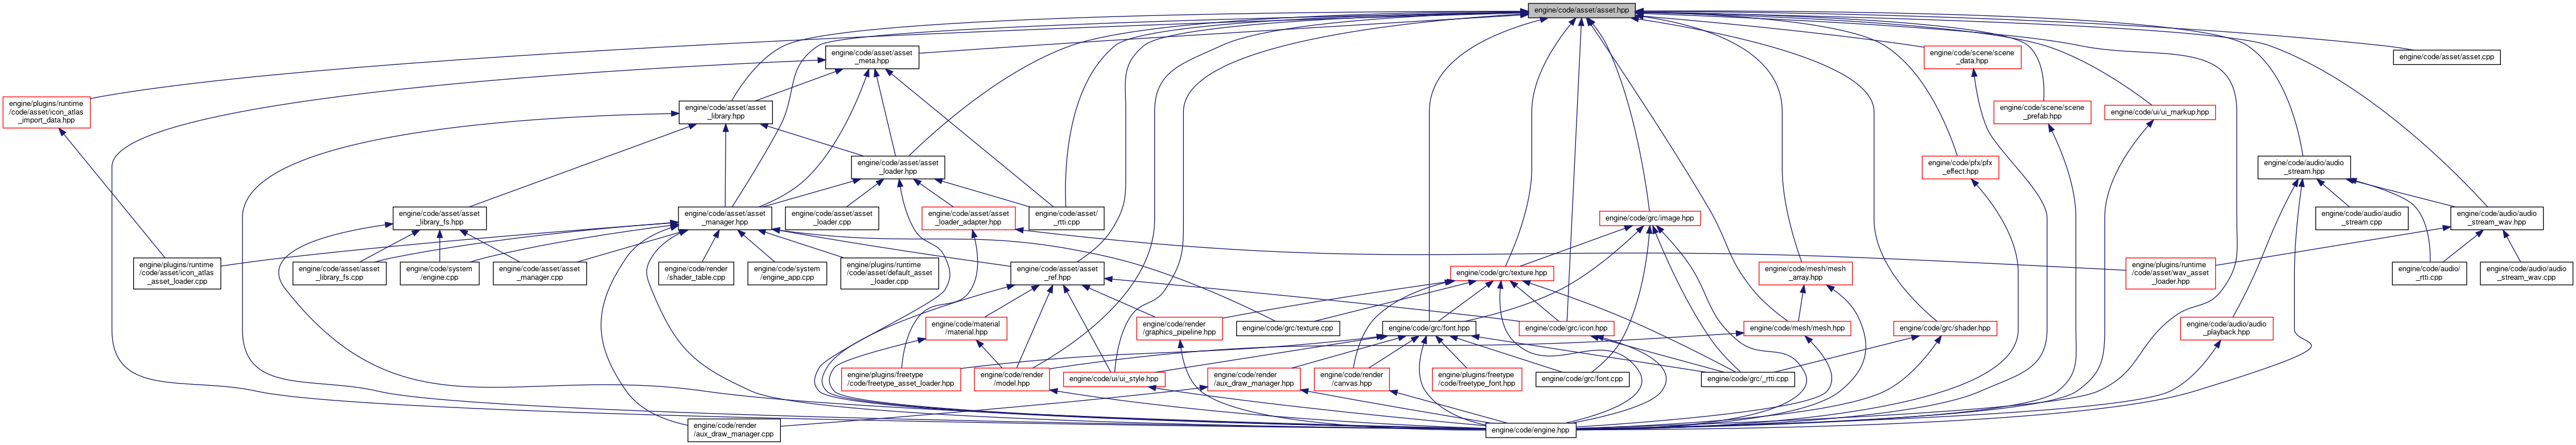 engine/code/asset/asset.hpp
engine/code/asset/asset
_meta.hpp
engine/code/scene/scene
_data.hpp
engine/code/asset/asset.cpp
engine/plugins/runtime
/code/asset/icon_atlas
_import_data.hpp
engine/code/asset/asset
_library.hpp
engine/code/scene/scene
_prefab.hpp
engine/code/ui/ui_markup.hpp
engine/code/asset/asset
_loader.hpp
engine/code/pfx/pfx
_effect.hpp
engine/code/audio/audio
_stream.hpp
engine/code/asset/asset
_library_fs.hpp
engine/code/asset/asset
_manager.hpp
engine/code/asset/asset
_loader.cpp
engine/code/asset/asset
_loader_adapter.hpp
engine/code/asset/
_rtti.cpp
engine/code/grc/image.hpp
engine/code/audio/audio
_stream.cpp
engine/code/audio/audio
_stream_wav.hpp
engine/plugins/runtime
/code/asset/icon_atlas
_asset_loader.cpp
engine/code/asset/asset
_library_fs.cpp
engine/code/system
/engine.cpp
engine/code/asset/asset
_manager.cpp
engine/code/render
/shader_table.cpp
engine/code/system
/engine_app.cpp
engine/plugins/runtime
/code/asset/default_asset
_loader.cpp
engine/code/asset/asset
_ref.hpp
engine/code/grc/texture.hpp
engine/code/mesh/mesh
_array.hpp
engine/plugins/runtime
/code/asset/wav_asset
_loader.hpp
engine/code/audio/
_rtti.cpp
engine/code/audio/audio
_stream_wav.cpp
engine/code/material
/material.hpp
engine/code/render
/graphics_pipeline.hpp
engine/code/grc/texture.cpp
engine/code/grc/font.hpp
engine/code/grc/icon.hpp
engine/code/mesh/mesh.hpp
engine/code/grc/shader.hpp
engine/code/audio/audio
_playback.hpp
engine/plugins/freetype
/code/freetype_asset_loader.hpp
engine/code/render
/model.hpp
engine/code/ui/ui_style.hpp
engine/code/render
/aux_draw_manager.hpp
engine/code/render
/canvas.hpp
engine/plugins/freetype
/code/freetype_font.hpp
engine/code/grc/font.cpp
engine/code/grc/_rtti.cpp
engine/code/render
/aux_draw_manager.cpp
engine/code/engine.hpp